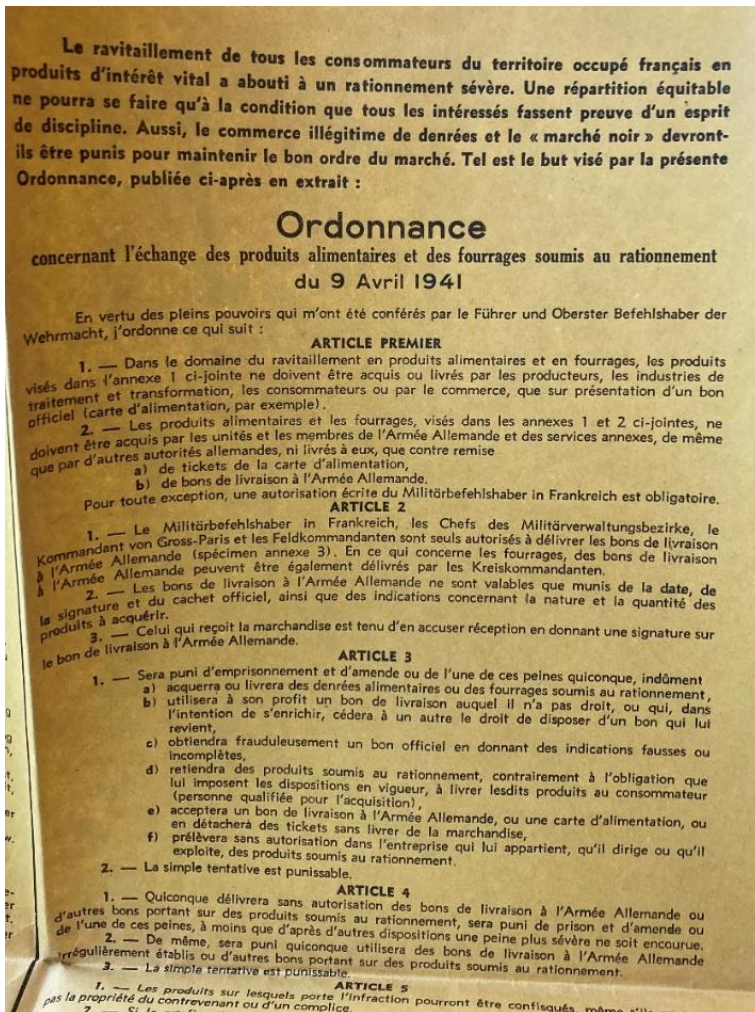 Le ravitaillement de tous les consommateurs du territoire occupé français en
produits d'intérêt vital a abouti à un rationnement sévère. Une répartition équitable
ne pourra se faire qu'à la condition que tous les intéressés fassent preuve d'un esprit
de discipline. Aussi, le commerce illégitime de denrées et le « marché noir » devront-
ils être punis pour maintenir le bon ordre du marché. Tel est le but visé par la présente
Ordonnance, publiée ci-après en extrait :
Ordonnance
concernant l'échange des produits alimentaires et des fourrages soumis au rationnement
du 9 Avril 1941
En vertu des pleins pouvoirs qui m'ont été conférés par le Führer und Oberster Befehlshaber der
Wehrmacht, j'ordonne ce qui suit :
ARTICLE PREMIER
1. — Dans le domaine du ravitaillement en produits alimentaires et en fourrages, les produits
visés dans l'annexe 1 ci-jointe ne doivent être acquis ou livrés par les producteurs, les industries de
traitement et transformation, les consommateurs ou par le commerce, que sur présentation d'un bon
officiel (carte d'alimentation, par exemple).
2. — Les produits alimentaires et les fourrages, visés dans les annexes 1 et 2 ci-jointes, ne
doivent être acquis par les unités et les membres de l'Armée Allemande et des services annexes, de même
que par d'autres autorités allemandes, ni livrés à eux, que contre remise
a) de tickets de la carte d'alimentation,
b) de bons de livraison à l'Armée Allemande.
Pour toute exception, une autorisation écrite du Militärbefehlshaber in Frankreich est obligatoire.
ARTICLE 2
1. — Le Militärbefehlshaber in Frankreich, les Chefs des Militärverwaltungsbezirke, le
Kommandant von Gross-Paris et les Feldkommandanten sont seuls autorisés à délivrer les bons de livraison
à l'Armée Allemande (spécimen annexe 3). En ce qui concerne les fourrages, des bons de livraison
à l'Armée Allemande peuvent être également délivrés par les Kreiskommandanten.
2. — Les bons de livraison à l'Armée Allemande ne sont valables que munis de la date, de
la signature et du cachet officiel, ainsi que des indications concernant la nature et la quantité des
produits à acquérir.
3. — Celui qui reçoit la marchandise est tenu d'en accuser réception en donnant une signature sur
le bon de livraison à l'Armée Allemande.
ARTICLE 3
1. — Sera puni d'emprisonnement et d'amende ou de l'une de ces peines quiconque, indûment
a) acquerra ou livrera des denrées alimentaires ou des fourrages soumis au rationnement,
b) utilisera à son profit un bon de livraison auquel il n'a pas droit, ou qui, dans
l'intention de s'enrichir, cédera à un autre le droit de disposer d'un bon qui lui
revient,
c) obtiendra frauduleusement un bon officiel en donnant des indications fausses ou
incomplètes,
d) retiendra des produits soumis au rationnement, contrairement à l'obligation que
lui imposent les dispositions en vigueur, à livrer lesdits produits au consommateur
(personne qualifiée pour l'acquisition),
e) acceptera un bon de livraison à l'Armée Allemande, ou une carte d'alimentation, ou
en détachera des tickets sans livrer de la marchandise,
f) prélèvera sans autorisation dans l'entreprise qui lui appartient, qu'il dirige ou qu'il
exploite, des produits soumis au rationnement.
2. — La simple tentative est punissable.
ARTICLE 4
1. — Quiconque délivrera sans autorisation des bons de livraison à l'Armée Allemande ou
d'autres bons portant sur des produits soumis au rationnement, sera puni de prison et d'amende ou
de l'une de ces peines, à moins que d'après d'autres dispositions une peine plus sévère ne soit encourue.
2. — De même, sera puni quiconque utilisera des bons de livraison à l'Armée Allemande
irrégulièrement établis ou d'autres bons portant sur des produits soumis au rationnement.
3. — La simple tentative est punissable.
ARTICLE 5
1. — Les produits sur lesquels porte l'infraction pourront être confisqués, même
pas la propriété du contrevenant ou d'un complice.